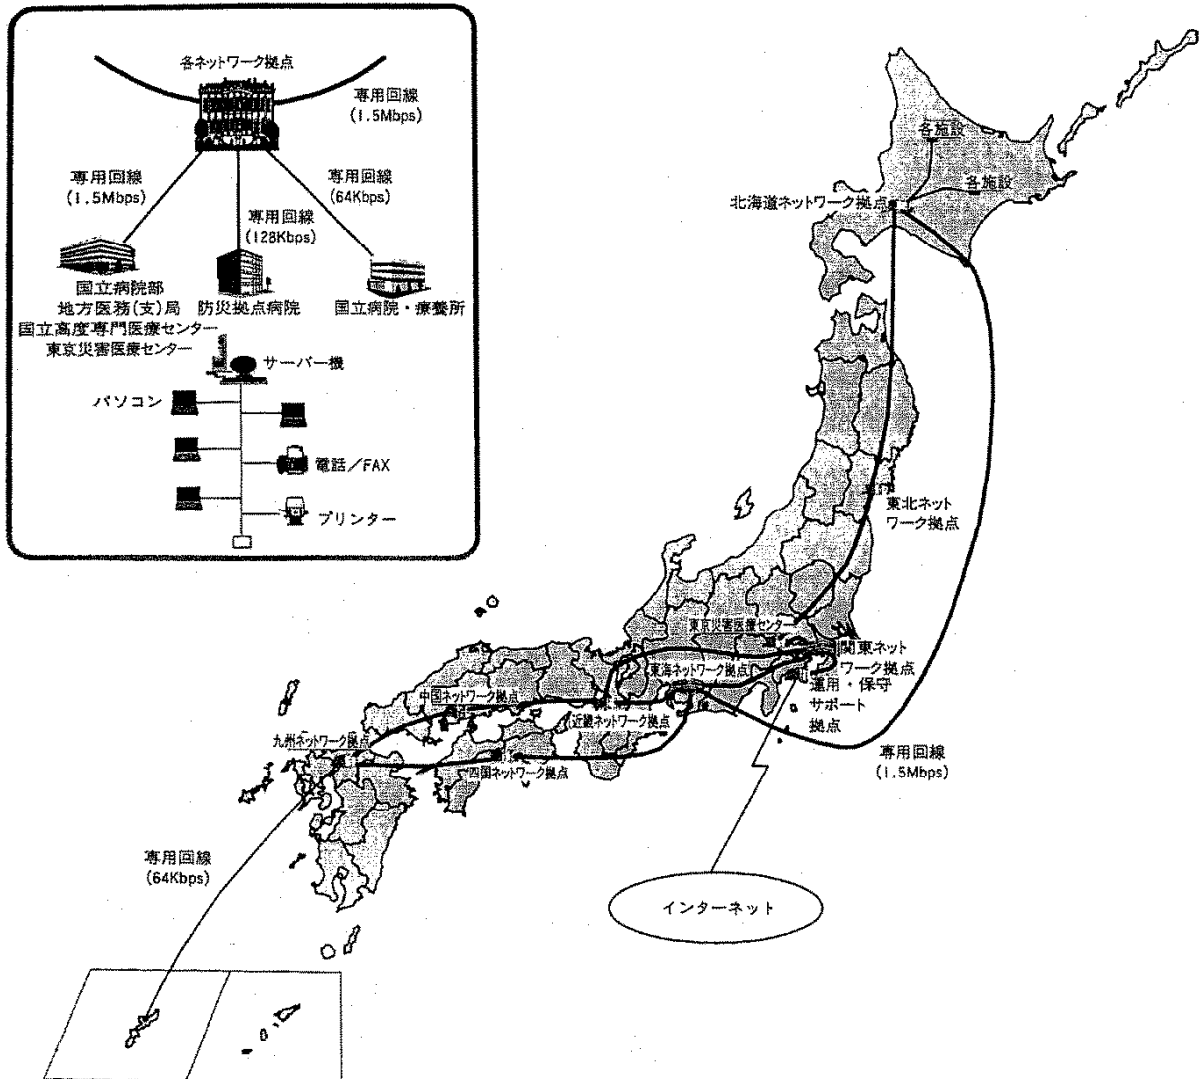 各ネットワーク拠点
専用回線
(1.5Mbps)
専用回線
(1.5Mbps)
専用回線
(128Kbps)
専用回線
(64Kbps)
国立病院部
地方医務(支)局
国立高度専門医療センター
東京災害医療センター
防災拠点病院
国立病院・療養所
サーバー機
パソコン
電話/FAX
プリンター
各施設
各施設
北海道ネットワーク拠点
東北ネット
ワーク拠点
東京災害医療センター
関東ネット
ワーク拠点
運用・保守
サポート
拠点
東海ネットワーク拠点
中国ネットワーク拠点
近畿ネットワーク拠点
九州ネットワーク拠点
四国ネットワーク拠点
専用回線
(1.5Mbps)
専用回線
(64Kbps)
インターネット